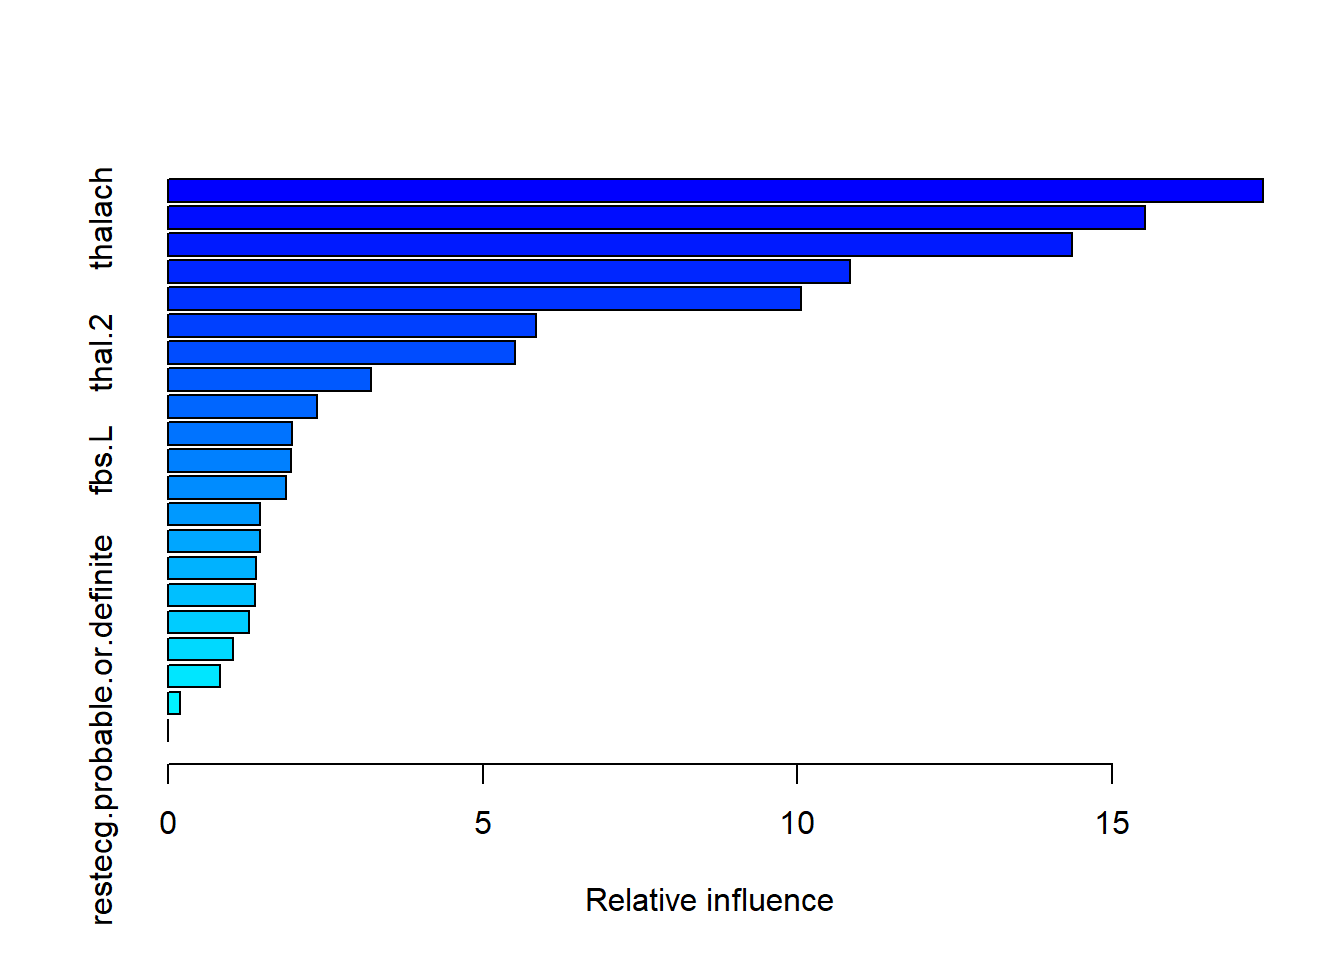 thalach
thal.2
fbs.L
restecg.probable.or.definite
0 5 10 15
Relative influence